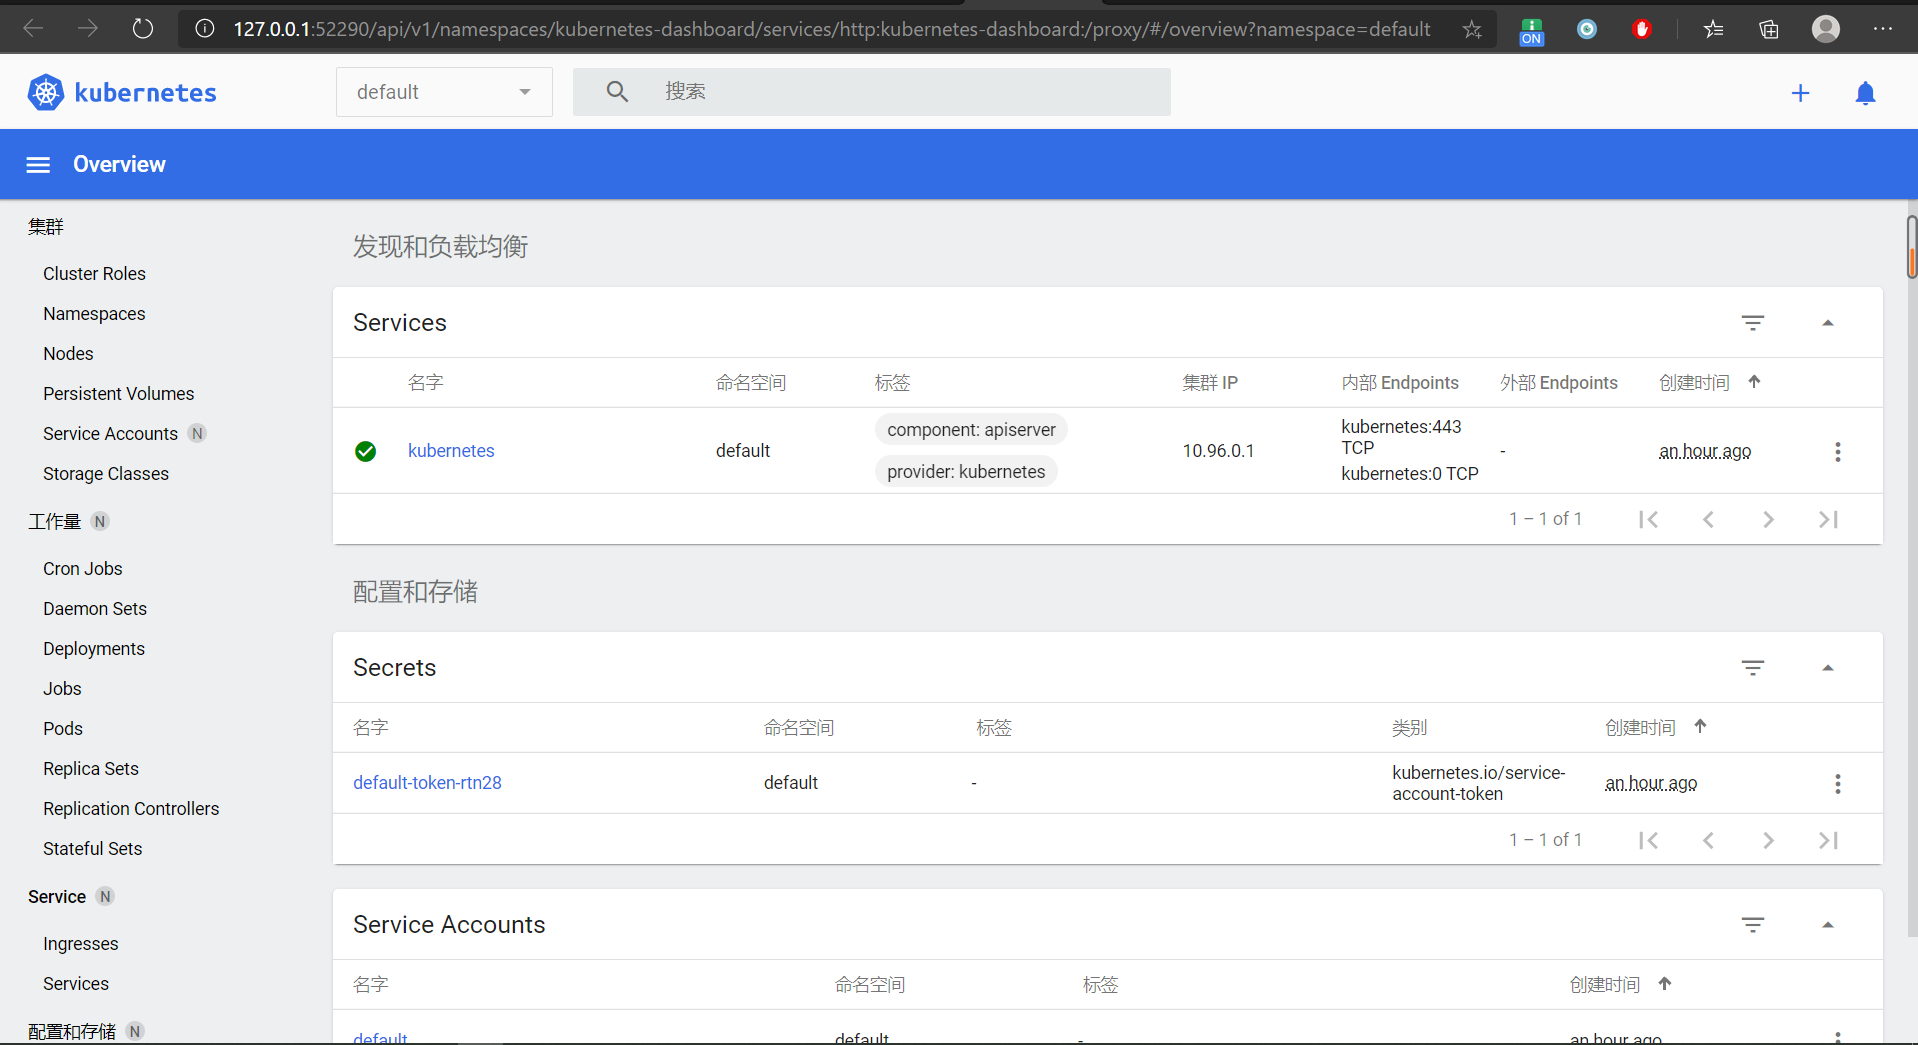 127.0.0.1:52290/api/v1/namespaces/kubernetes-dashboard/services/http:kubernetes-dashboard:/proxy/#/overview?namespace=default
ON
kubernetes
default
搜索
Overview
集群
Cluster Roles
Namespaces
Nodes
Persistent Volumes
Service Accounts N
Storage Classes
工作量 N
Cron Jobs
Daemon Sets
Deployments
Jobs
Pods
Replica Sets
Replication Controllers
Stateful Sets
Service N
Ingresses
Services
配置和存储 N
发现和负载均衡
Services
名字 命名空间 标签 集群 IP 内部 Endpoints 外部 Endpoints 创建时间
kubernetes default component: apiserver provider: kubernetes 10.96.0.1 kubernetes:443 TCP kubernetes:0 TCP - an hour ago
1 – 1 of 1
配置和存储
Secrets
名字 命名空间 标签 类别 创建时间
default-token-rtn28 default - kubernetes.io/service-account-token an hour ago
1 – 1 of 1
Service Accounts
名字 命名空间 标签 创建时间
default default - an hour ago